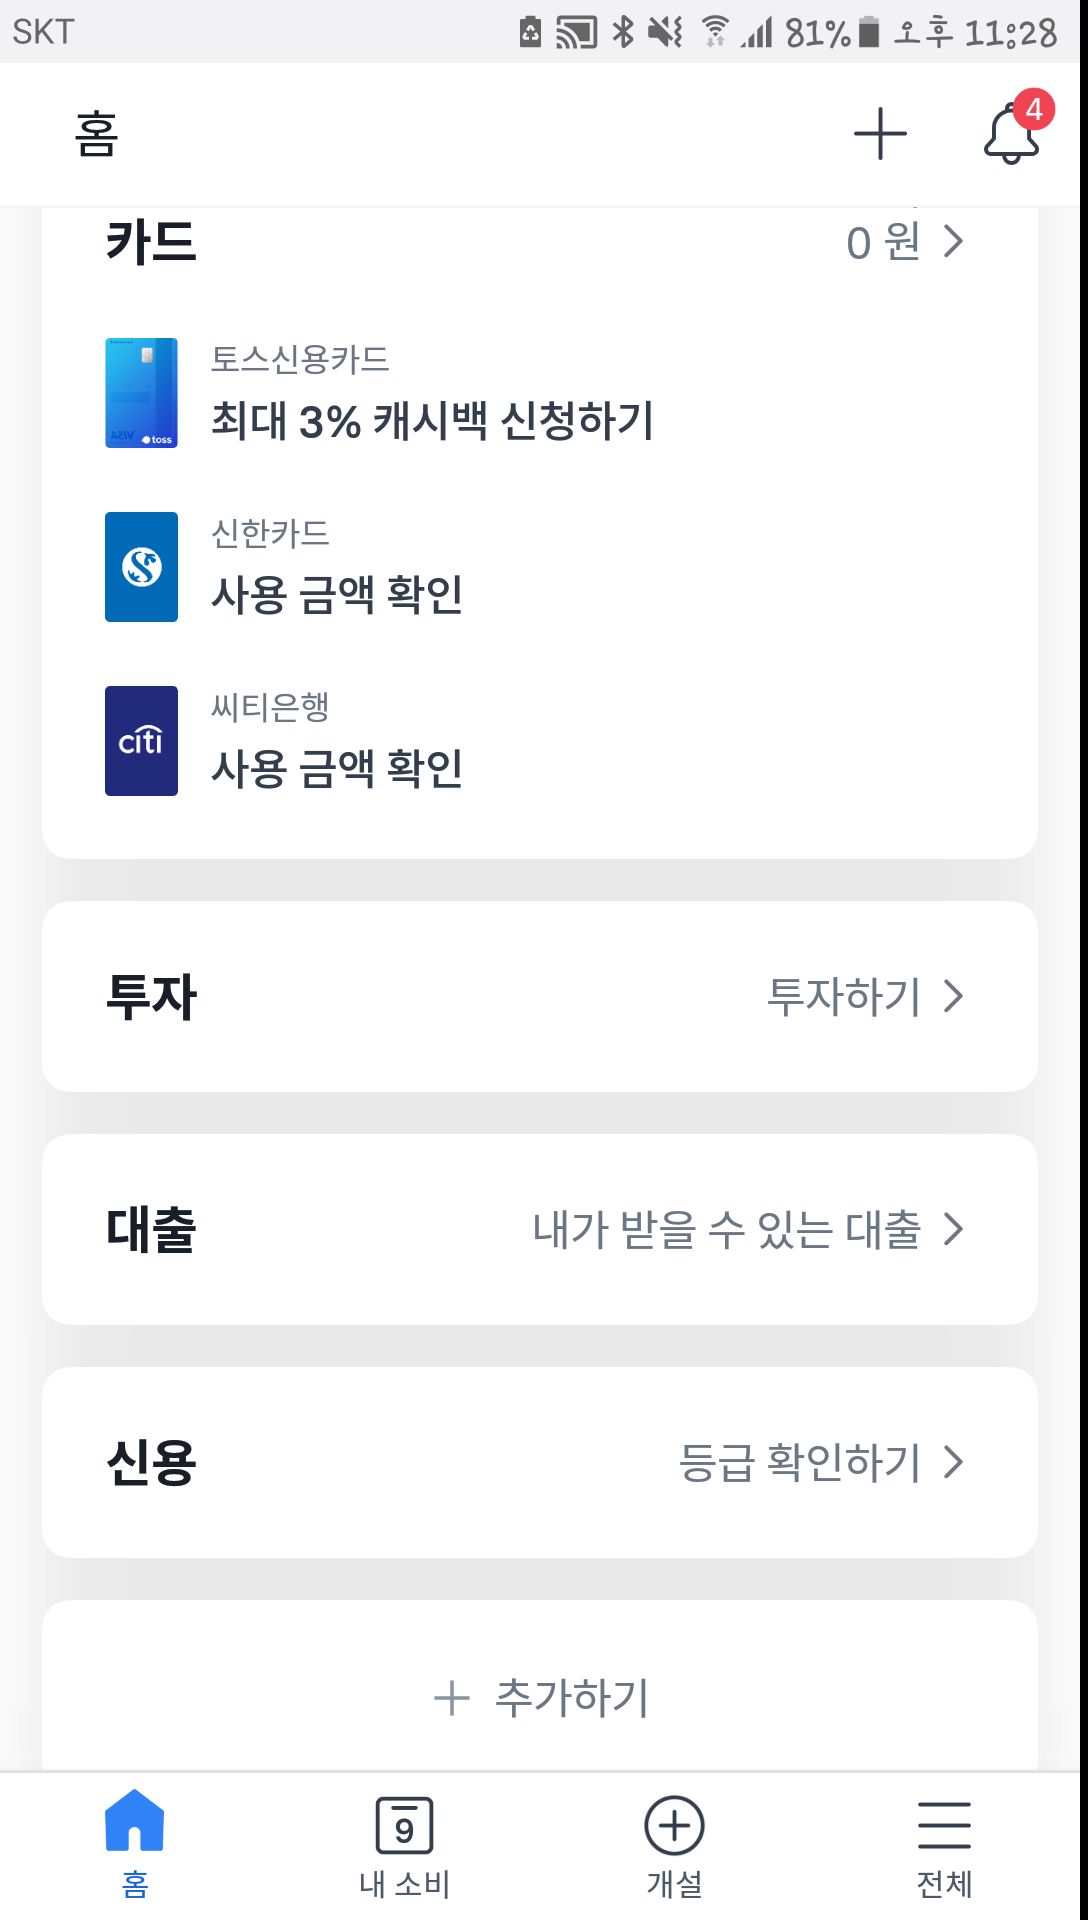 SKT 81% 오후 11:28
홈 4
카드 0 원
토스신용카드
최대 3% 캐시백 신청하기
VISA toss
신한카드
사용 금액 확인
씨티은행
citi
사용 금액 확인
투자 투자하기
대출 내가 받을 수 있는 대출
신용 등급 확인하기
+ 추가하기
9
홈 내 소비 개설 전체